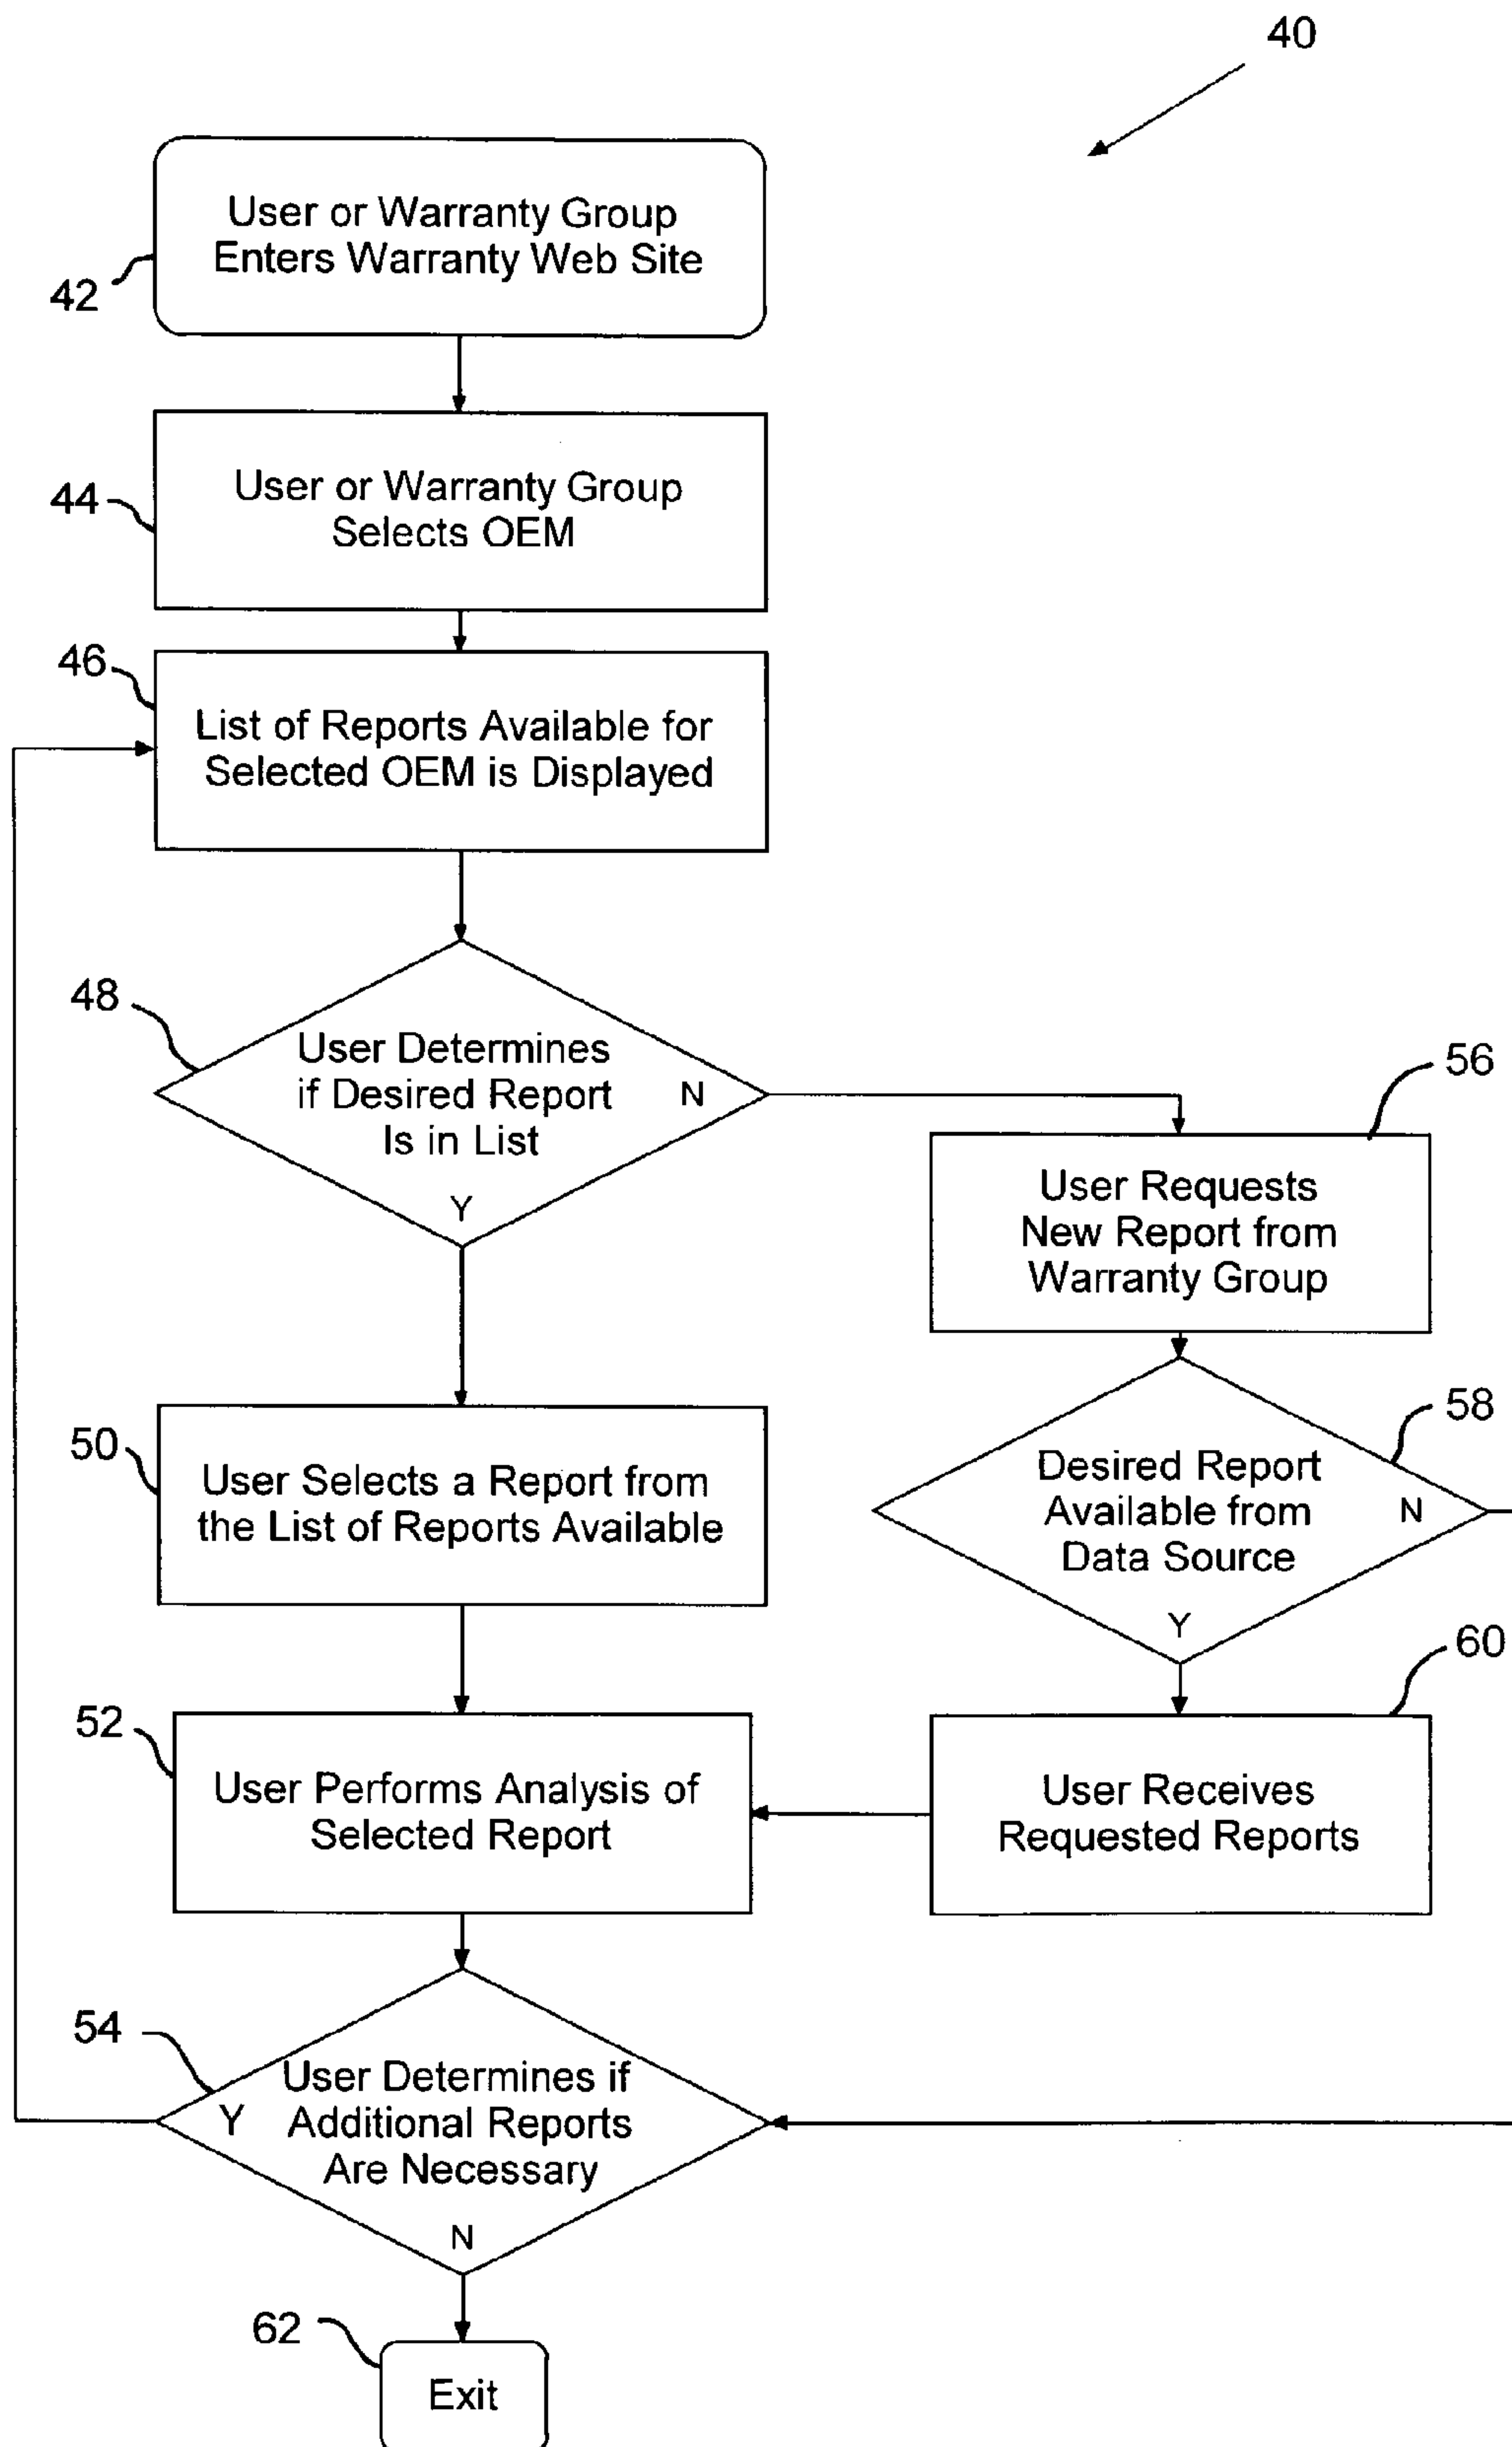 40
User or Warranty Group
Enters Warranty Web Site
42
User or Warranty Group
Selects OEM
44
46
List of Reports Available for
Selected OEM is Displayed
48
User Determines
if Desired Report
Is in List
N
Y
56
User Requests
New Report from
Warranty Group
50
User Selects a Report from
the List of Reports Available
58
Desired Report
Available from
Data Source
N
Y
52
User Performs Analysis of
Selected Report
60
User Receives
Requested Reports
54
User Determines if
Additional Reports
Are Necessary
Y
N
62
Exit